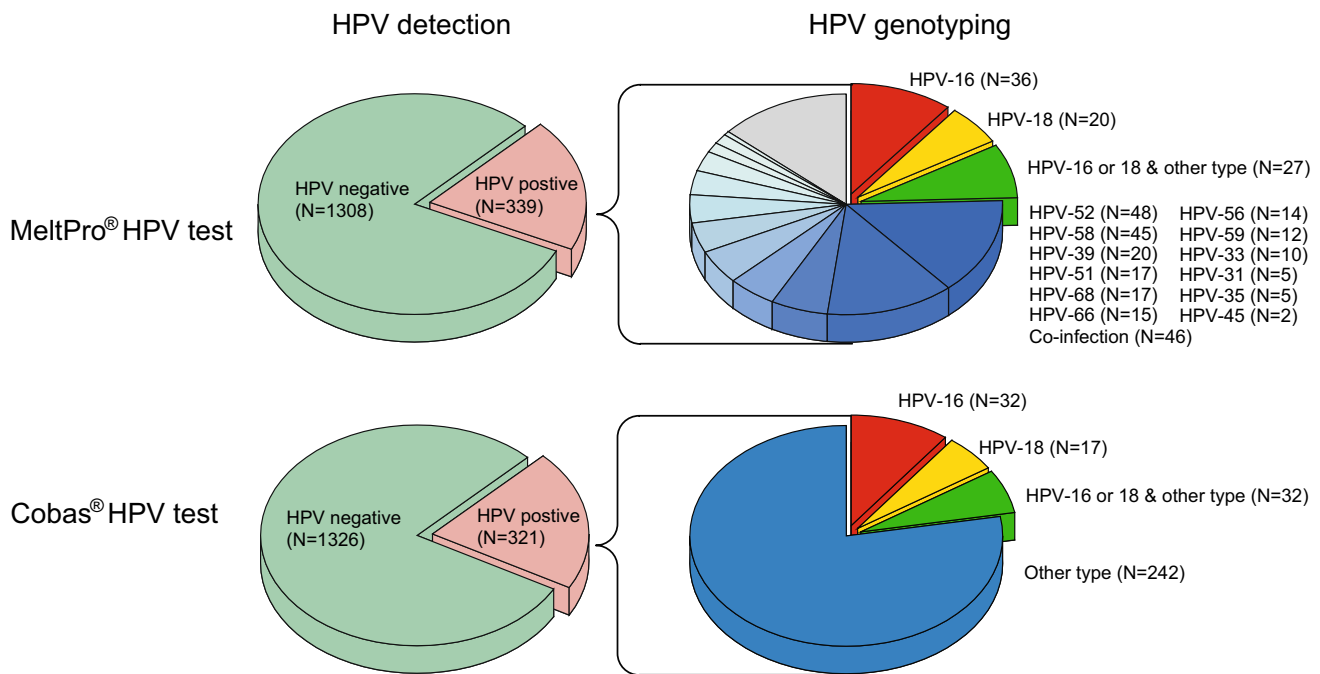 HPV detection
HPV genotyping
MeltPro® HPV test
HPV negative
(N=1308)
HPV postive
(N=339)
HPV-16 (N=36)
HPV-18 (N=20)
HPV-16 or 18 & other type (N=27)
HPV-52 (N=48) HPV-56 (N=14)
HPV-58 (N=45) HPV-59 (N=12)
HPV-39 (N=20) HPV-33 (N=10)
HPV-51 (N=17) HPV-31 (N=5)
HPV-68 (N=17) HPV-35 (N=5)
HPV-66 (N=15) HPV-45 (N=2)
Co-infection (N=46)
Cobas® HPV test
HPV negative
(N=1326)
HPV postive
(N=321)
HPV-16 (N=32)
HPV-18 (N=17)
HPV-16 or 18 & other type (N=32)
Other type (N=242)